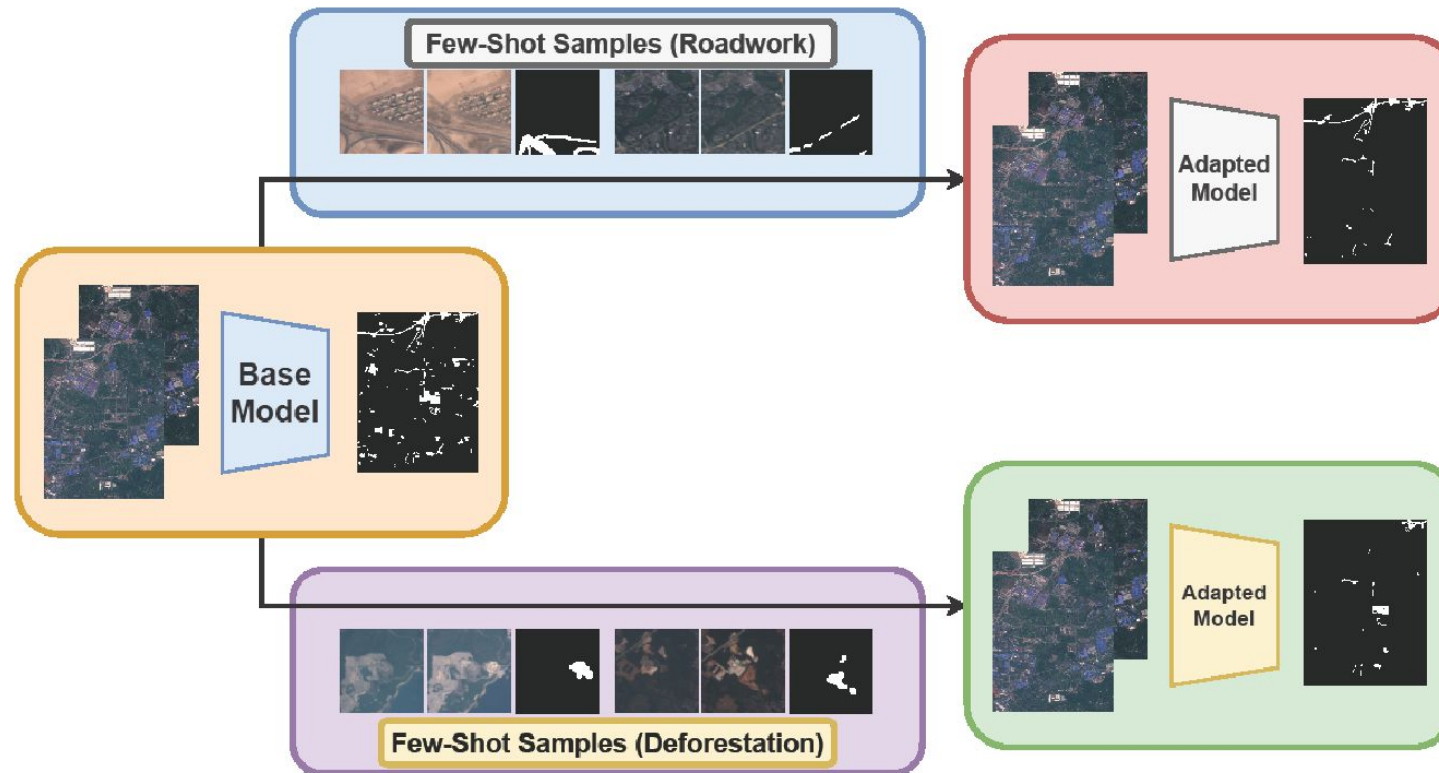 Few-Shot Samples (Roadwork)
Adapted
Model
Base
Model
Adapted
Model
Few-Shot Samples (Deforestation)